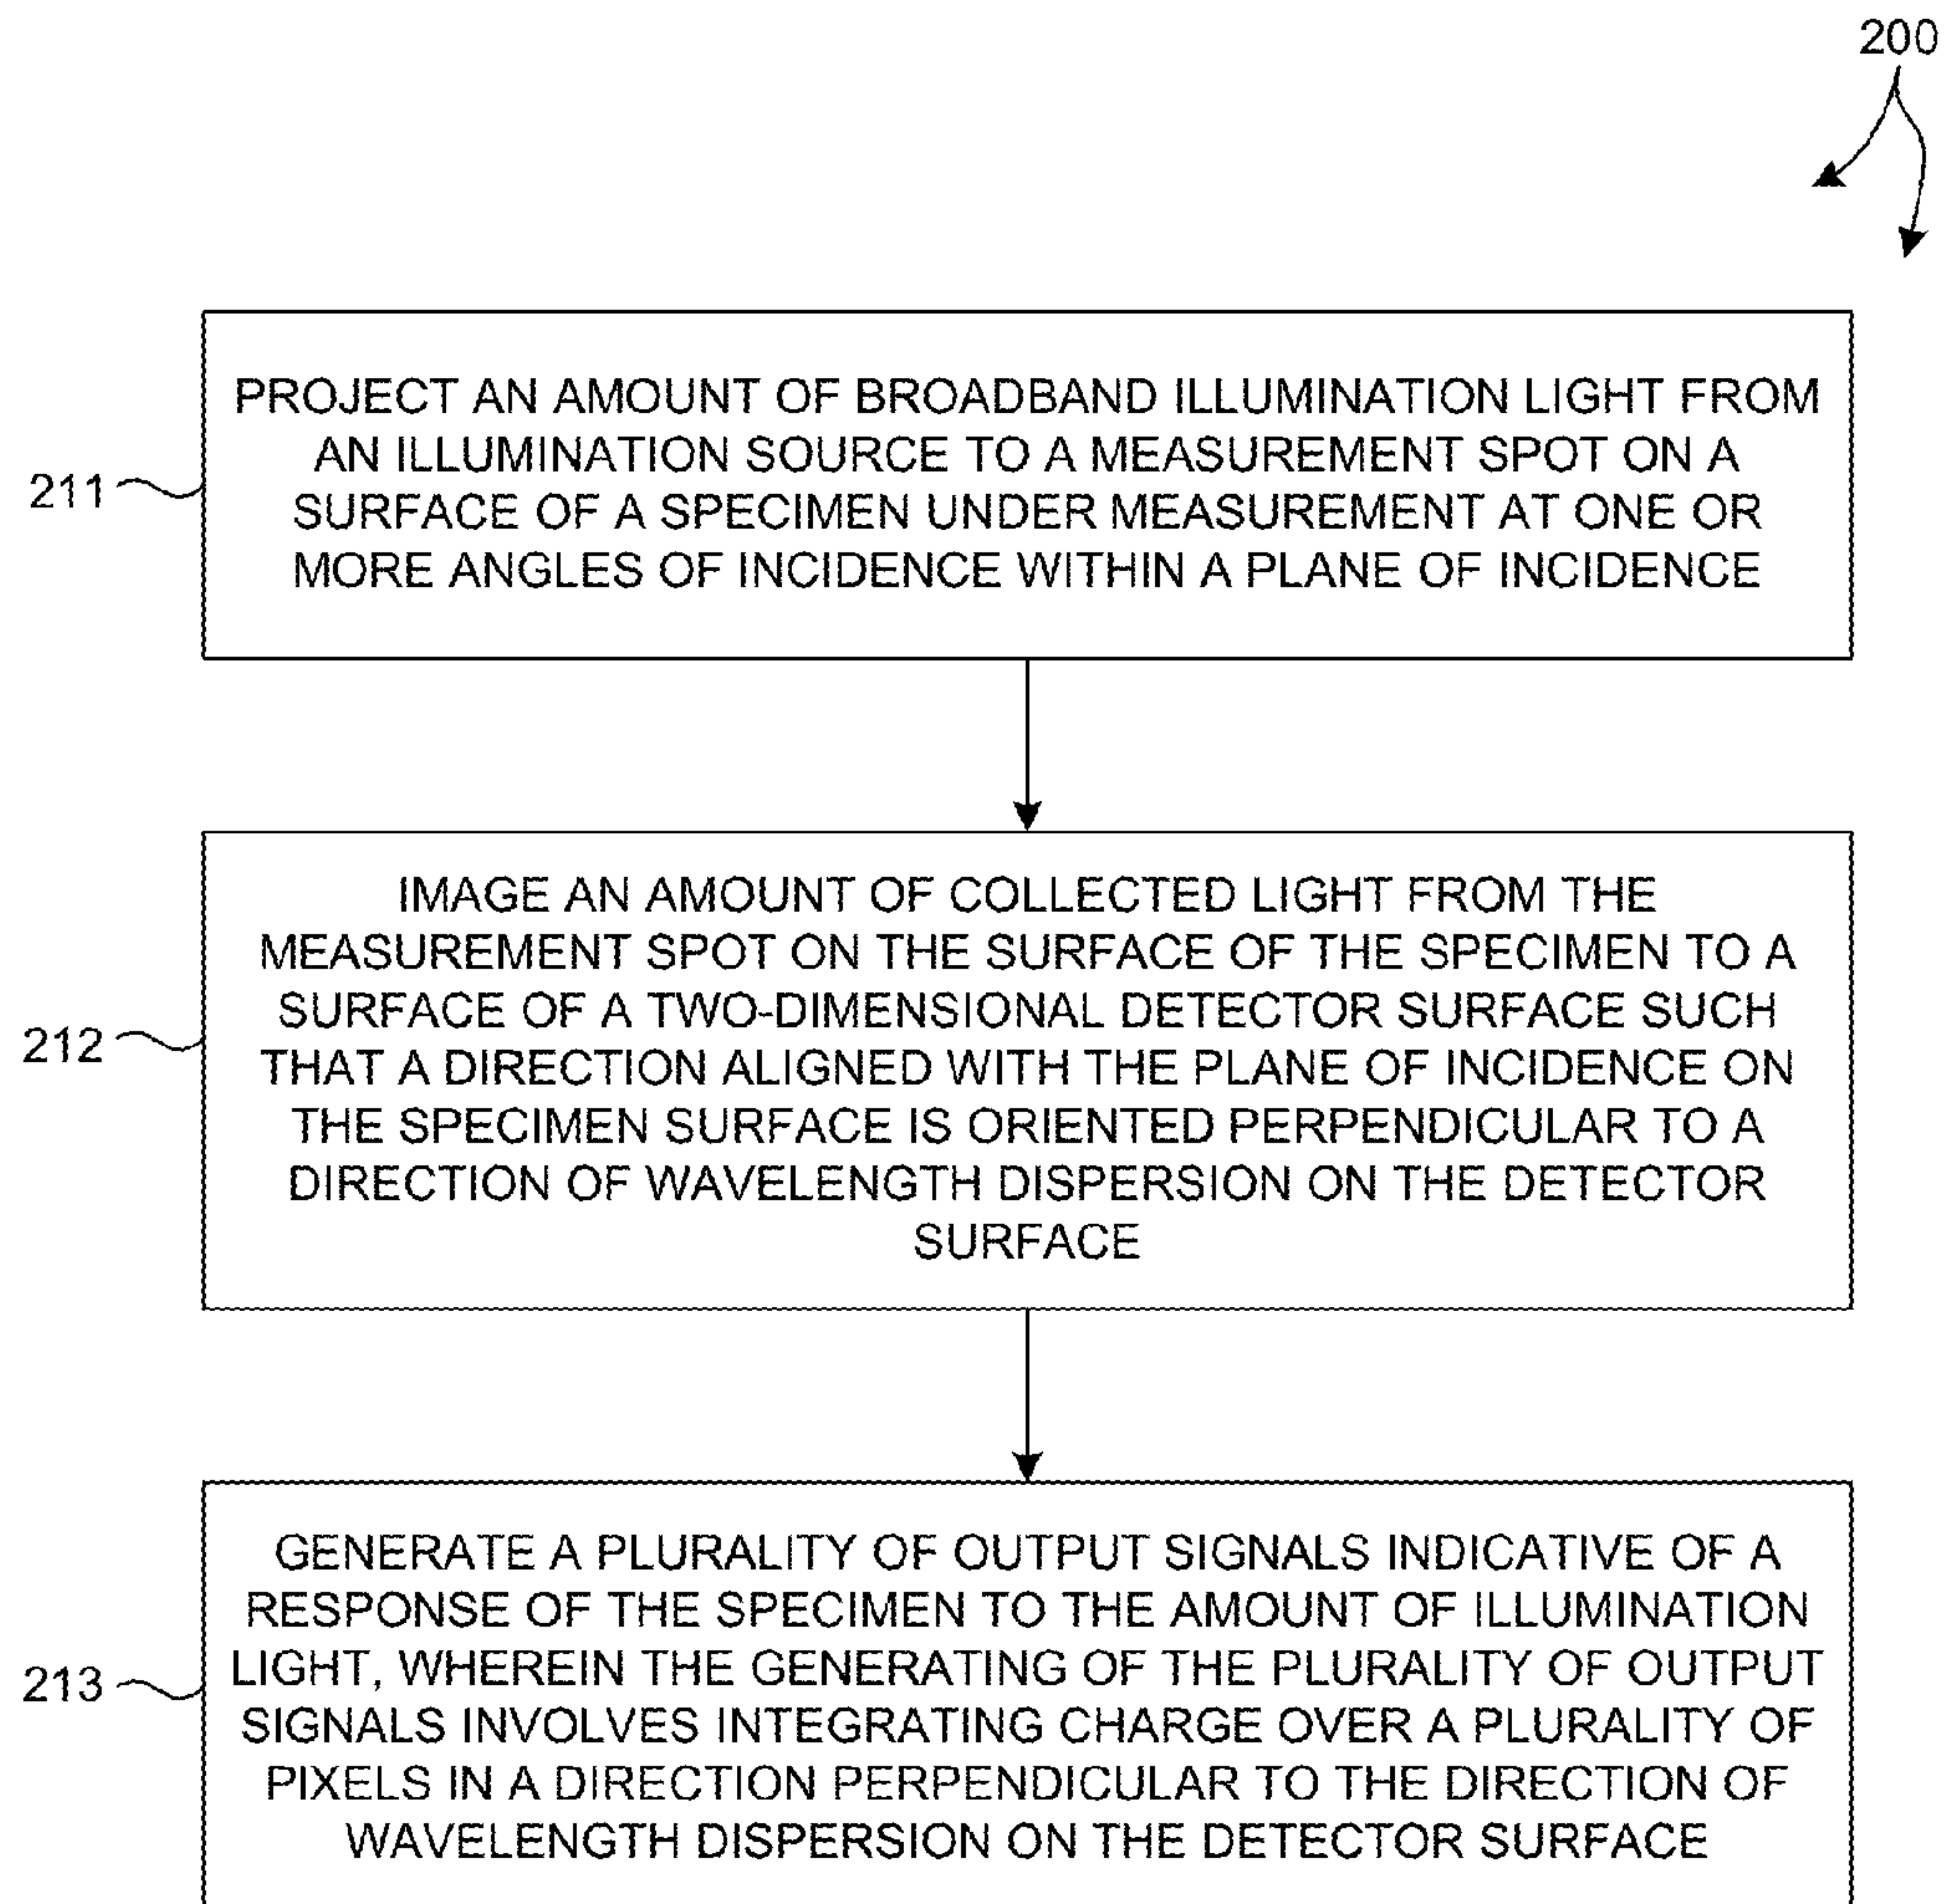 200
PROJECT AN AMOUNT OF BROADBAND ILLUMINATION LIGHT FROM
AN ILLUMINATION SOURCE TO A MEASUREMENT SPOT ON A
SURFACE OF A SPECIMEN UNDER MEASUREMENT AT ONE OR
MORE ANGLES OF INCIDENCE WITHIN A PLANE OF INCIDENCE
211
IMAGE AN AMOUNT OF COLLECTED LIGHT FROM THE
MEASUREMENT SPOT ON THE SURFACE OF THE SPECIMEN TO A
SURFACE OF A TWO-DIMENSIONAL DETECTOR SURFACE SUCH
THAT A DIRECTION ALIGNED WITH THE PLANE OF INCIDENCE ON
THE SPECIMEN SURFACE IS ORIENTED PERPENDICULAR TO A
DIRECTION OF WAVELENGTH DISPERSION ON THE DETECTOR
SURFACE
212
GENERATE A PLURALITY OF OUTPUT SIGNALS INDICATIVE OF A
RESPONSE OF THE SPECIMEN TO THE AMOUNT OF ILLUMINATION
LIGHT, WHEREIN THE GENERATING OF THE PLURALITY OF OUTPUT
SIGNALS INVOLVES INTEGRATING CHARGE OVER A PLURALITY OF
PIXELS IN A DIRECTION PERPENDICULAR TO THE DIRECTION OF
WAVELENGTH DISPERSION ON THE DETECTOR SURFACE
213